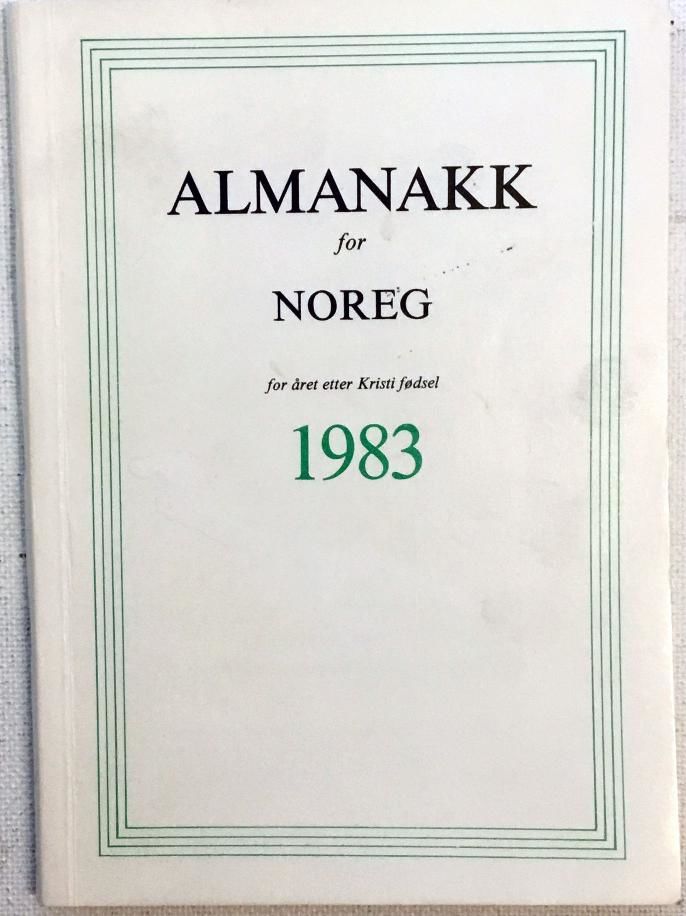 ALMANAKK
for
NOREG
for året etter Kristi fødsel
1983